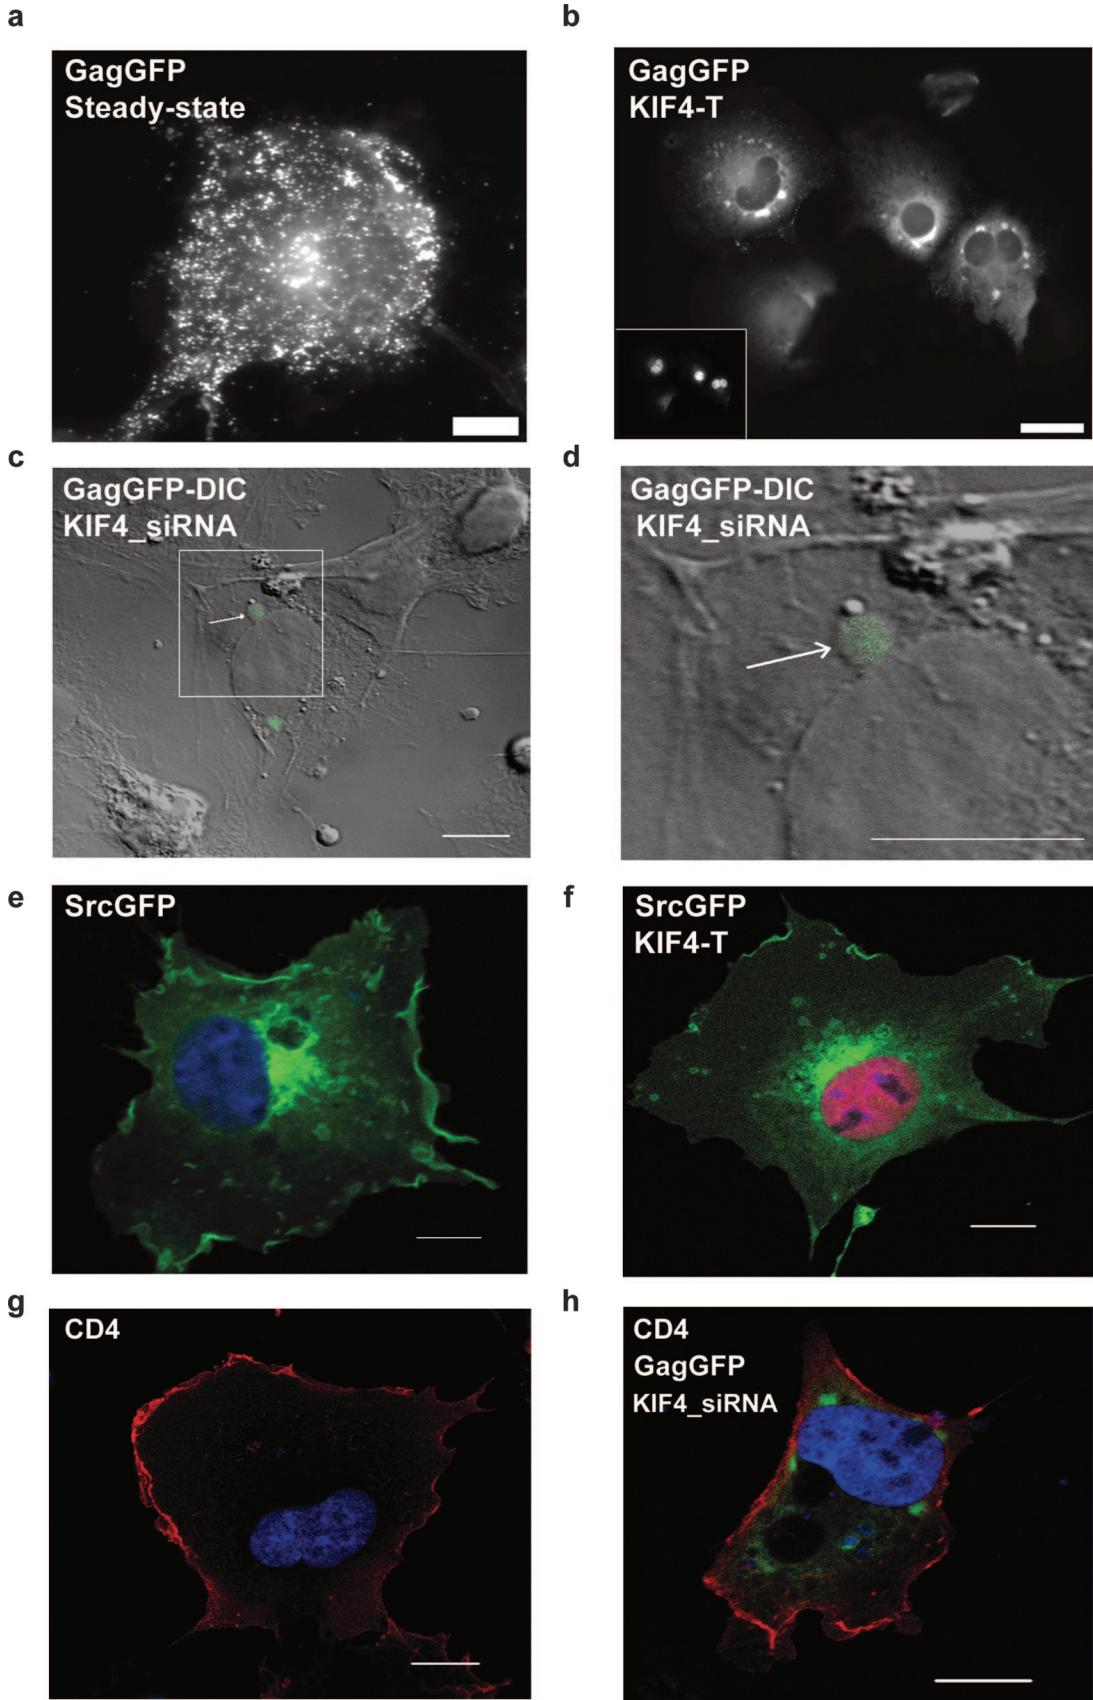 a
GagGFP
Steady-state
b
GagGFP
KIF4-T
c
GagGFP-DIC
KIF4_siRNA
d
GagGFP-DIC
KIF4_siRNA
e
SrcGFP
f
SrcGFP
KIF4-T
g
CD4
h
CD4
GagGFP
KIF4_siRNA